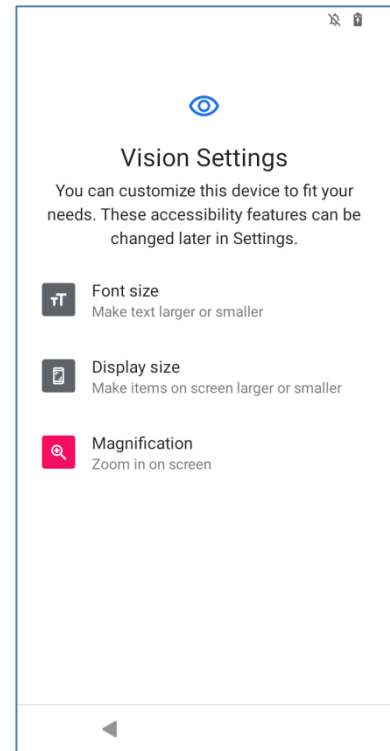 Vision Settings
You can customize this device to fit your
needs. These accessibility features can be
changed later in Settings.
Font size
Make text larger or smaller
Display size
Make items on screen larger or smaller
Magnification
Zoom in on screen